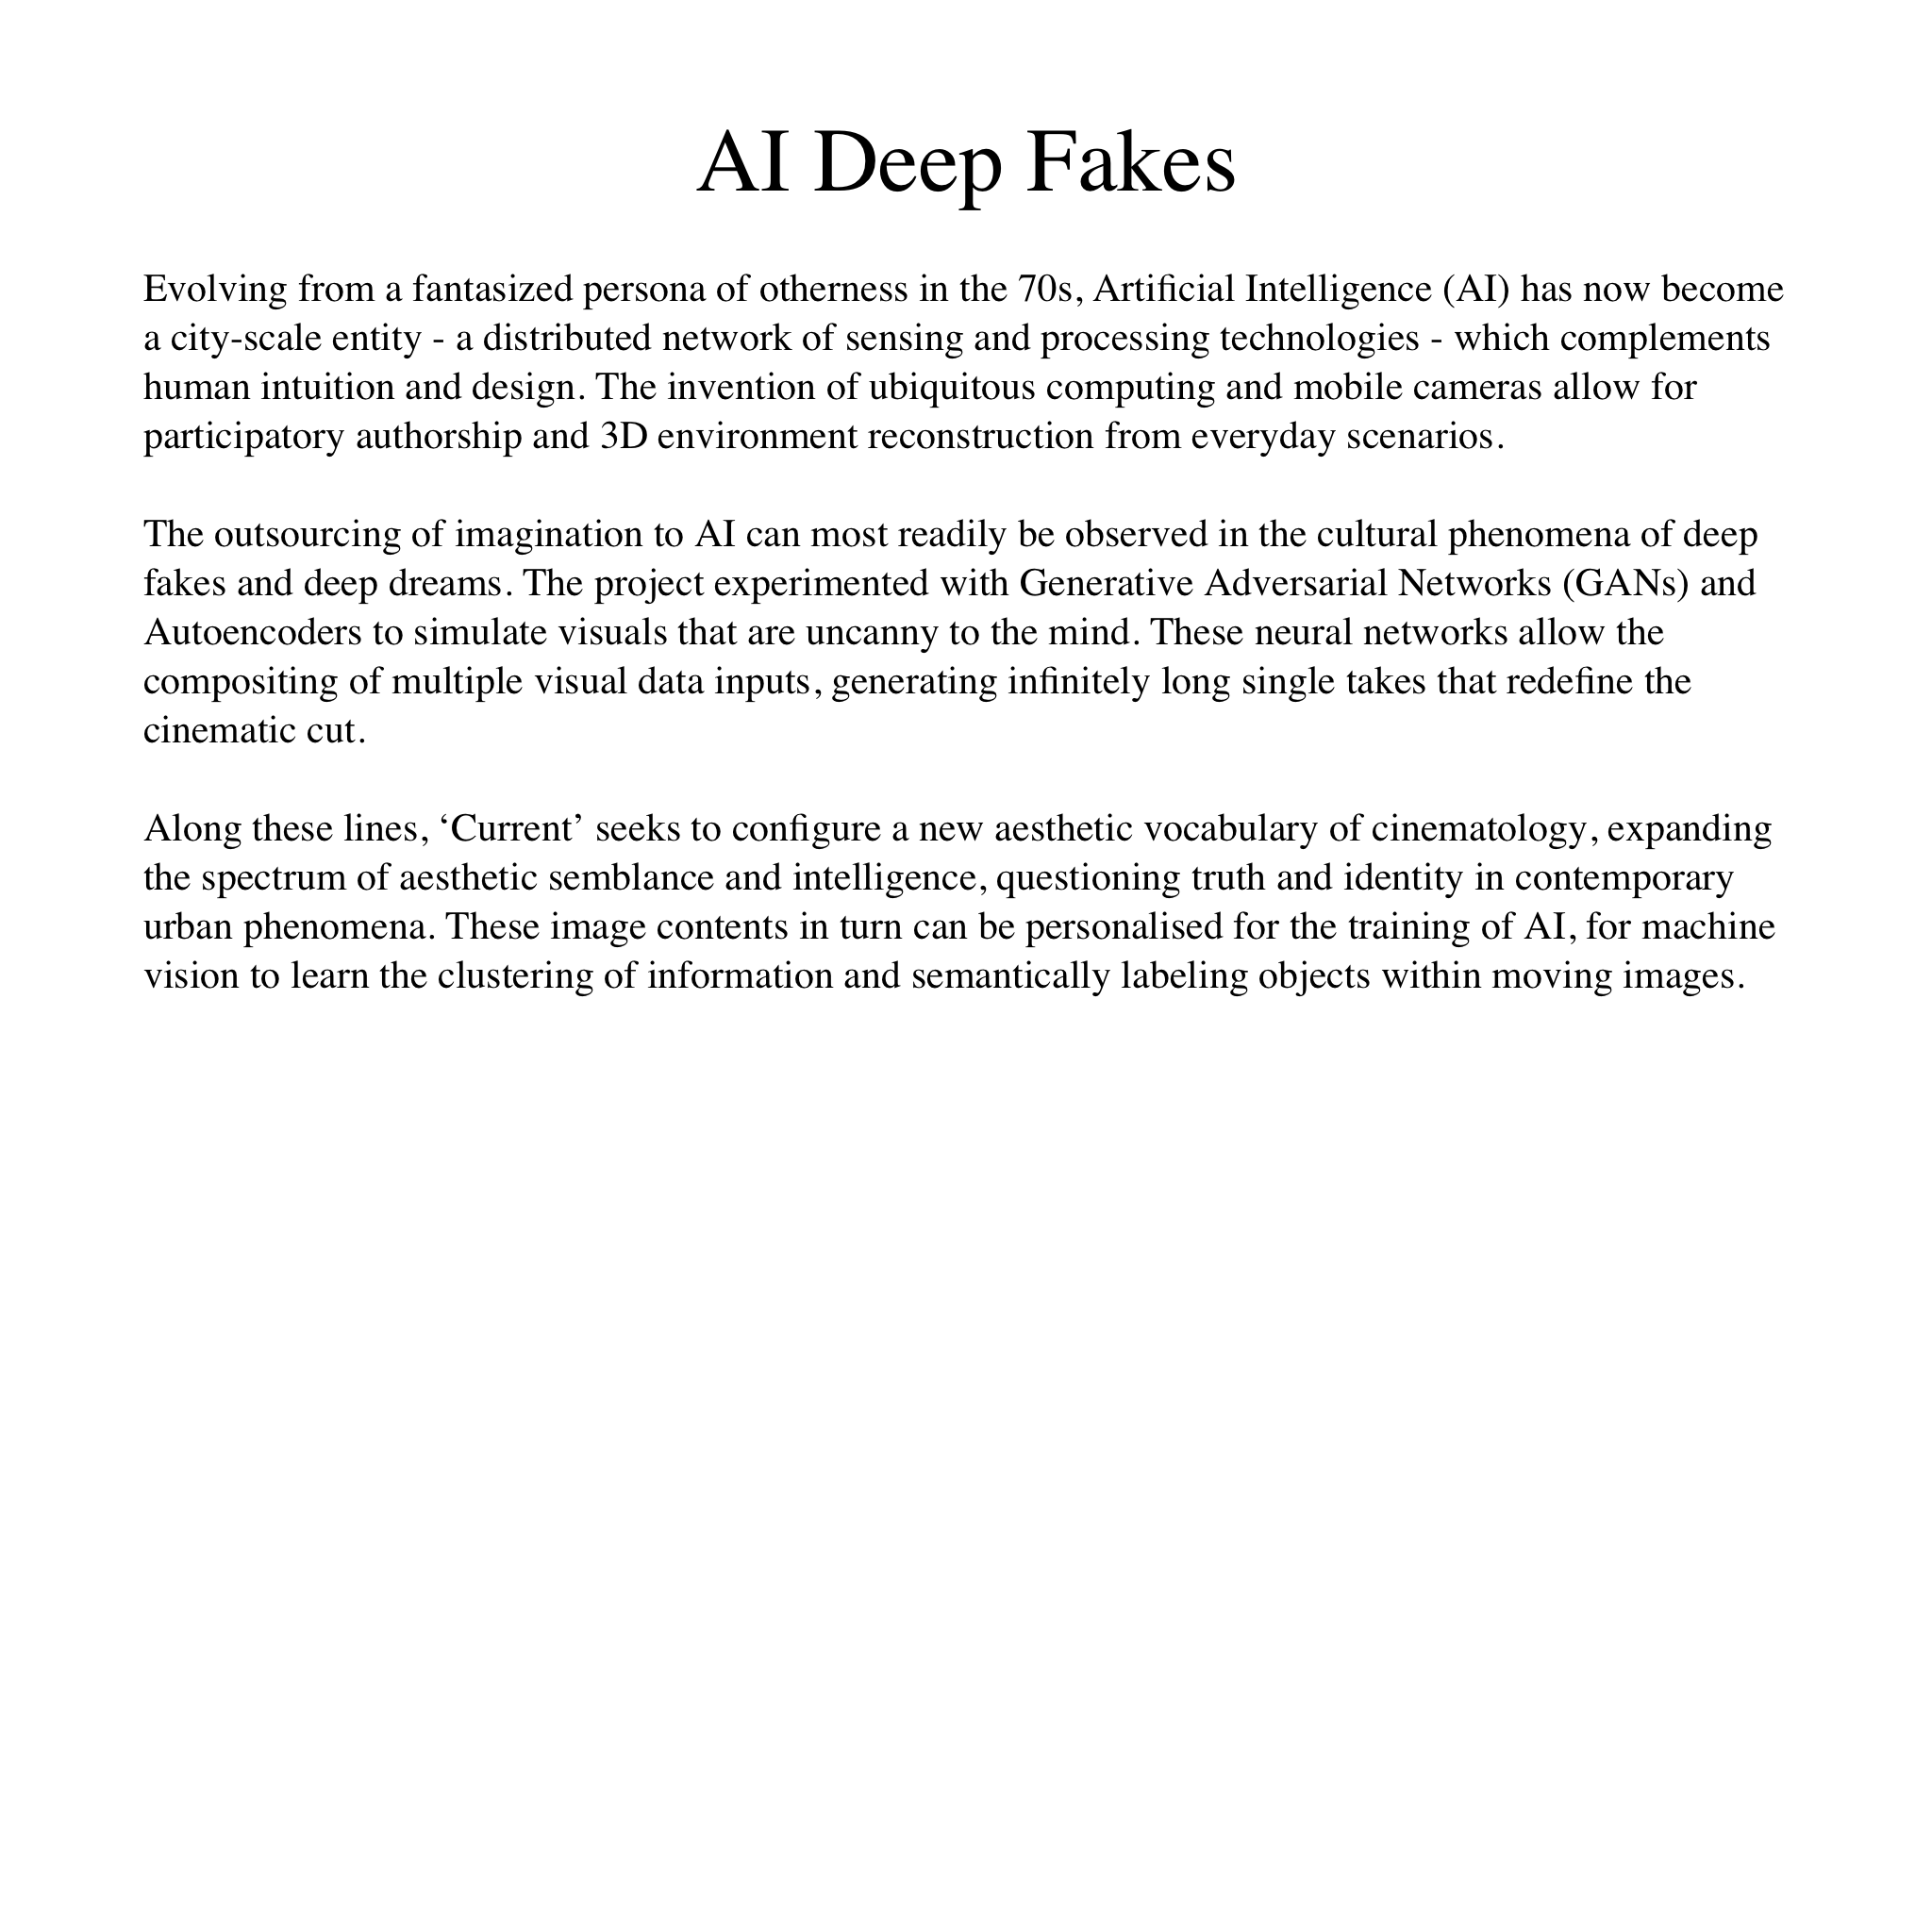 AI Deep Fakes
Evolving from a fantasized persona of otherness in the 70s, Artificial Intelligence (AI) has now become
a city-scale entity - a distributed network of sensing and processing technologies - which complements
human intuition and design. The invention of ubiquitous computing and mobile cameras allow for
participatory authorship and 3D environment reconstruction from everyday scenarios.
The outsourcing of imagination to AI can most readily be observed in the cultural phenomena of deep
fakes and deep dreams. The project experimented with Generative Adversarial Networks (GANs) and
Autoencoders to simulate visuals that are uncanny to the mind. These neural networks allow the
compositing of multiple visual data inputs, generating infinitely long single takes that redefine the
cinematic cut.
Along these lines, ‘Current’ seeks to configure a new aesthetic vocabulary of cinematology, expanding
the spectrum of aesthetic semblance and intelligence, questioning truth and identity in contemporary
urban phenomena. These image contents in turn can be personalised for the training of AI, for machine
vision to learn the clustering of information and semantically labeling objects within moving images.